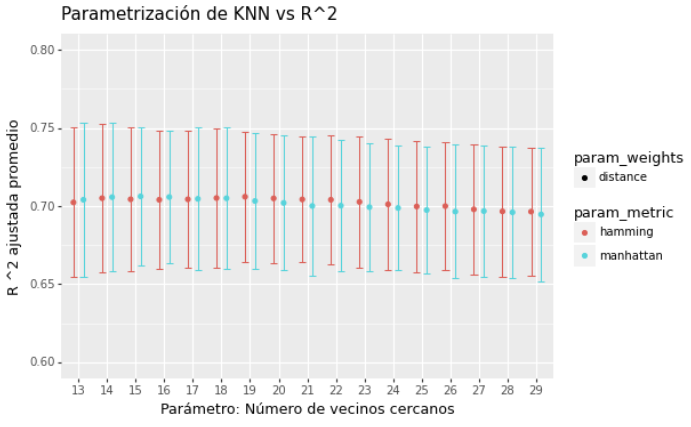 Parametrización de KNN vs R^2
0.80
0.75
0.70
0.65
0.60
R ^2 ajustada promedio
13 14 15 16 17 18 19 20 21 22 23 24 25 26 27 28 29
Parámetro: Número de vecinos cercanos
param_weights
distance
param_metric
hamming
manhattan